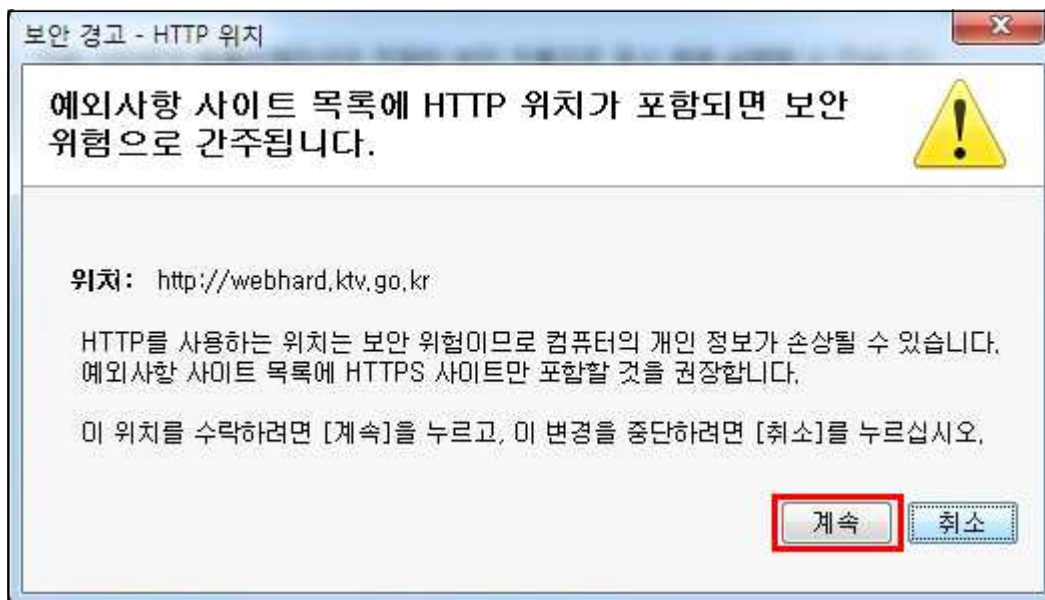 보안 경고 - HTTP 위치
예외사항 사이트 목록에 HTTP 위치가 포함되면 보안
위험으로 간주됩니다.
위치: http://webhard.ktv.go.kr
HTTP를 사용하는 위치는 보안 위험이므로 컴퓨터의 개인 정보가 손상될 수 있습니다.
예외사항 사이트 목록에 HTTPS 사이트만 포함할 것을 권장합니다.
이 위치를 수락하려면 [계속]을 누르고, 이 변경을 중단하려면 [취소]를 누르십시오.
계속 취소